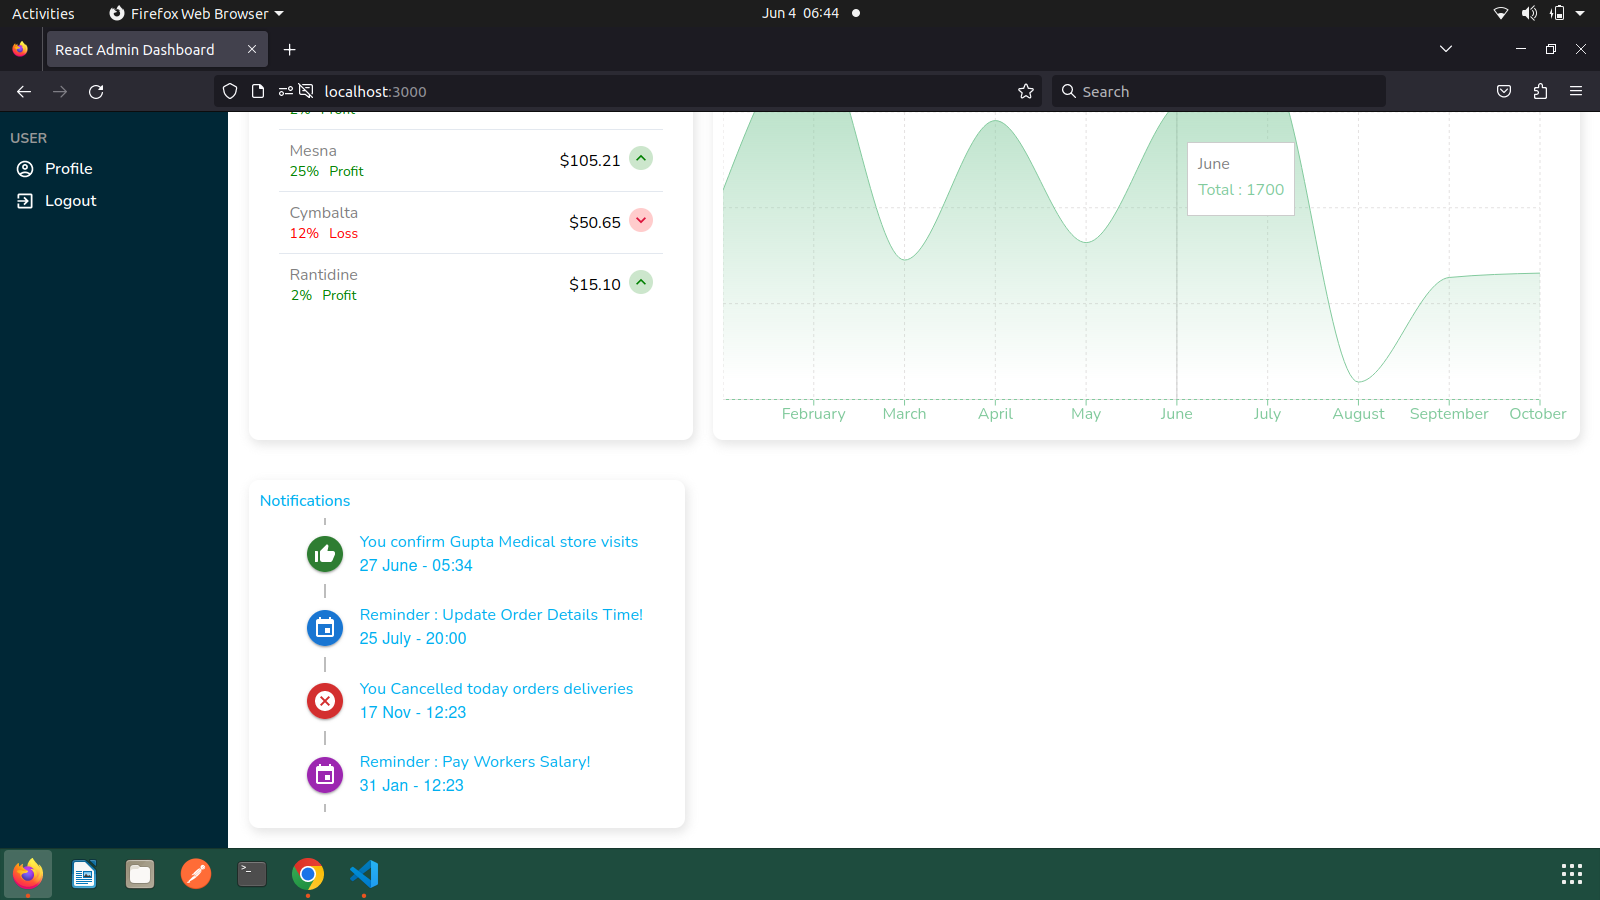 Activities
Firefox Web Browser
Jun 4 06:44
React Admin Dashboard
localhost:3000
Search
USER
Profile
Logout
Mesna
25% Profit
$105.21
Cymbalta
12% Loss
$50.65
Rantidine
2% Profit
$15.10
June
Total : 1700
February March April May June July August September October
Notifications
You confirm Gupta Medical store visits
27 June - 05:34
Reminder : Update Order Details Time!
25 July - 20:00
You Cancelled today orders deliveries
17 Nov - 12:23
Reminder : Pay Workers Salary!
31 Jan - 12:23